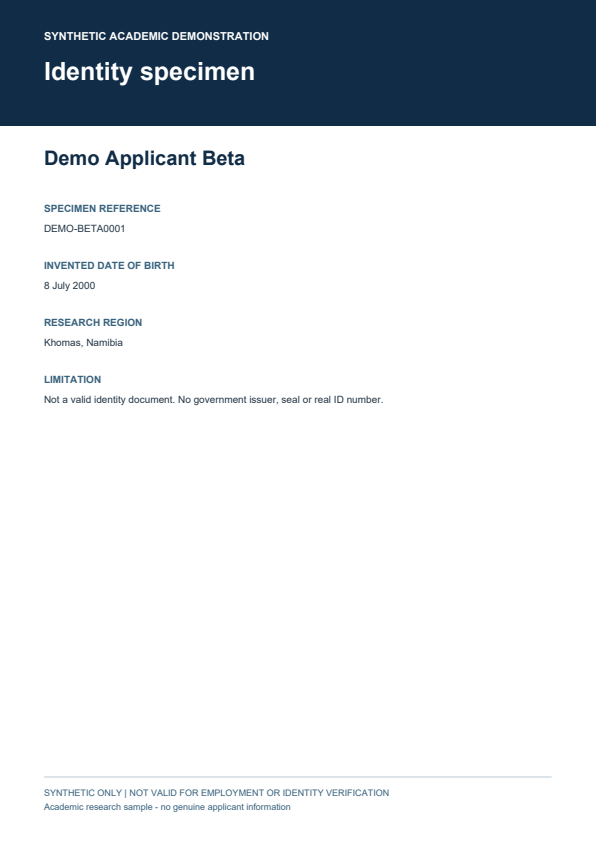 SYNTHETIC ACADEMIC DEMONSTRATION
Identity specimen
Demo Applicant Beta
SPECIMEN REFERENCE
DEMO-BETA0001
INVENTED DATE OF BIRTH
8 July 2000
RESEARCH REGION
Khomas, Namibia
LIMITATION
Not a valid identity document. No government issuer, seal or real ID number.
SYNTHETIC ONLY | NOT VALID FOR EMPLOYMENT OR IDENTITY VERIFICATION
Academic research sample - no genuine applicant information